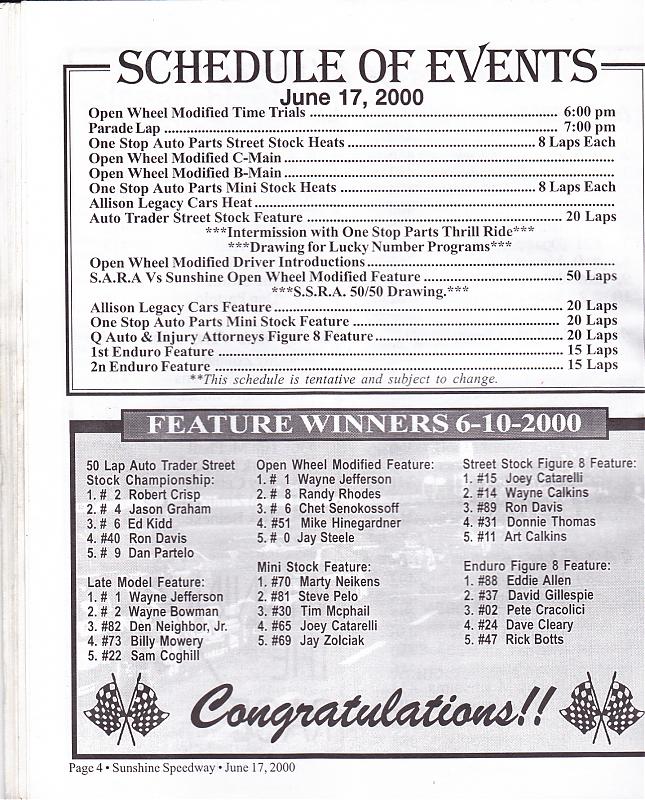 SCHEDULE OF EVENTS
June 17, 2000
Open Wheel Modified Time Trials ........ 6:00 pm
Parade Lap ........ 7:00 pm
One Stop Auto Parts Street Stock Heats ........ 8 Laps Each
Open Wheel Modified C-Main ........
Open Wheel Modified B-Main ........
One Stop Auto Parts Mini Stock Heats ........ 8 Laps Each
Allison Legacy Cars Heat ........
Auto Trader Street Stock Feature ........ 20 Laps
***Intermission with One Stop Parts Thrill Ride***
***Drawing for Lucky Number Programs***
Open Wheel Modified Driver Introductions ........
S.A.R.A Vs Sunshine Open Wheel Modified Feature ........ 50 Laps
***S.S.R.A. 50/50 Drawing.***
Allison Legacy Cars Feature ........ 20 Laps
One Stop Auto Parts Mini Stock Feature ........ 20 Laps
Q Auto & Injury Attorneys Figure 8 Feature ........ 20 Laps
1st Enduro Feature ........ 15 Laps
2n Enduro Feature ........ 15 Laps
**This schedule is tentative and subject to change.
FEATURE WINNERS 6-10-2000
50 Lap Auto Trader Street
Stock Championship:
1. # 2 Robert Crisp
2. # 4 Jason Graham
3. # 6 Ed Kidd
4. #40 Ron Davis
5. # 9 Dan Partelo
Late Model Feature:
1. # 1 Wayne Jefferson
2. # 2 Wayne Bowman
3. #82 Den Neighbor, Jr.
4. #73 Billy Mowery
5. #22 Sam Coghill
Open Wheel Modified Feature:
1. # 1 Wayne Jefferson
2. # 8 Randy Rhodes
3. # 6 Chet Senokossoff
4. #51 Mike Hinegardner
5. # 0 Jay Steele
Mini Stock Feature:
1. #70 Marty Neikens
2. #81 Steve Pelo
3. #30 Tim Mcphail
4. #65 Joey Catarelli
5. #69 Jay Zolciak
Street Stock Figure 8 Feature:
1. #15 Joey Catarelli
2. #14 Wayne Calkins
3. #89 Ron Davis
4. #31 Donnie Thomas
5. #11 Art Calkins
Enduro Figure 8 Feature:
1. #88 Eddie Allen
2. #37 David Gillespie
3. #02 Pete Cracolici
4. #24 Dave Cleary
5. #47 Rick Botts
Congratulations!!
Page 4 • Sunshine Speedway • June 17, 2000